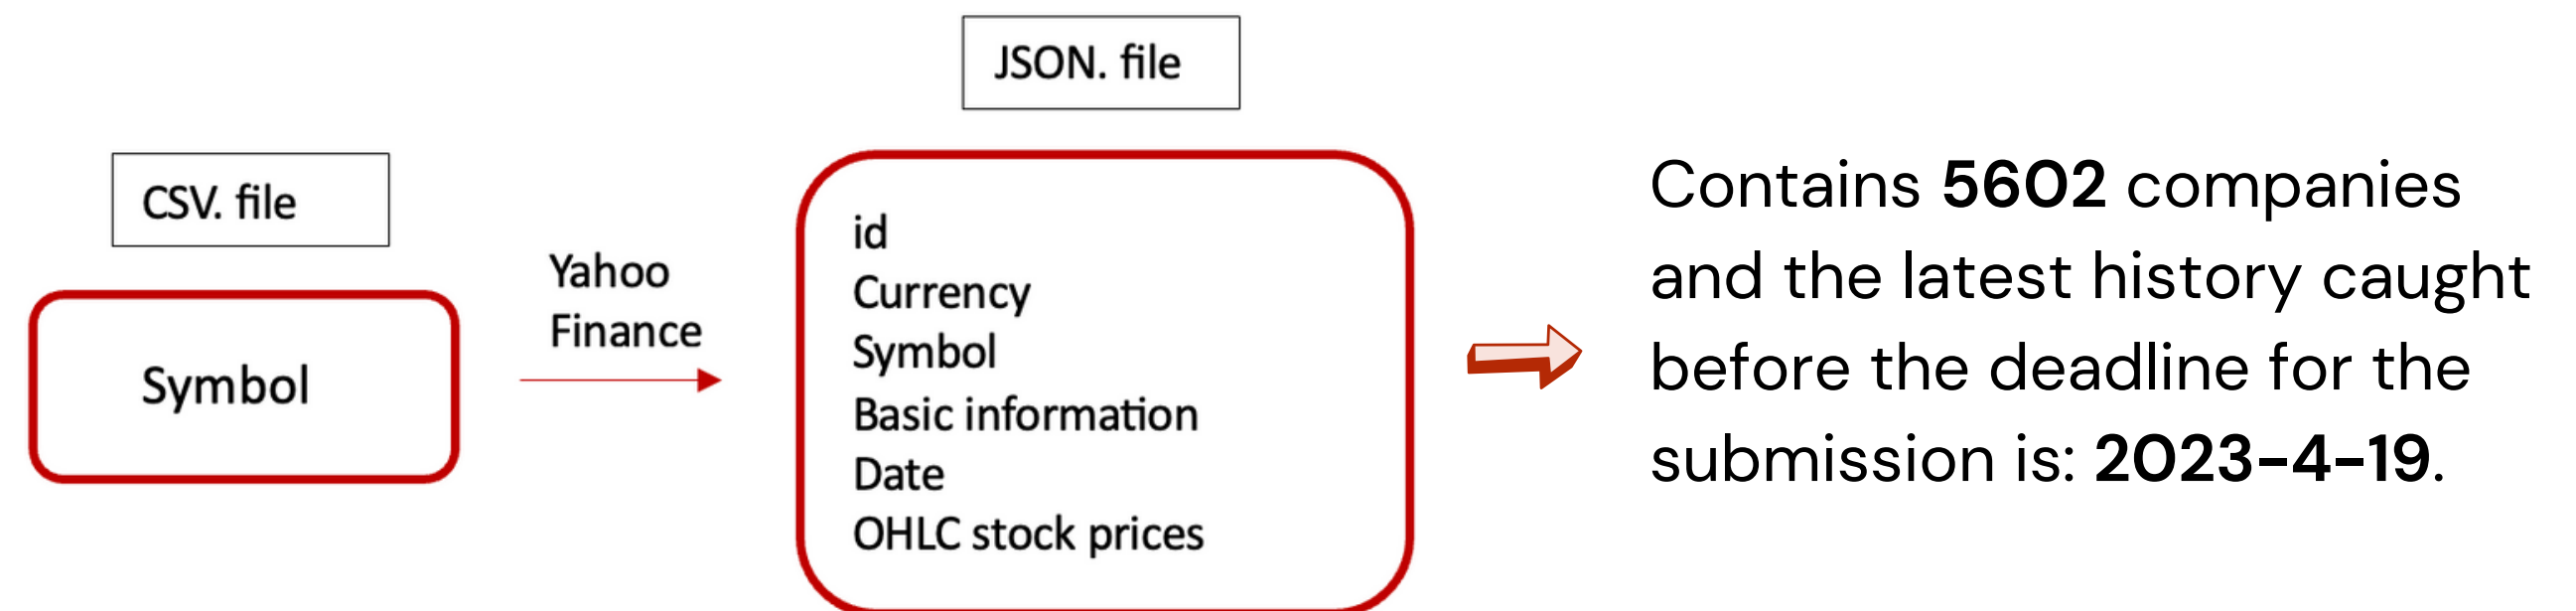 CSV. file
Symbol
Yahoo
Finance
JSON. file
id
Currency
Symbol
Basic information
Date
OHLC stock prices
Contains 5602 companies
and the latest history caught
before the deadline for the
submission is: 2023-4-19.